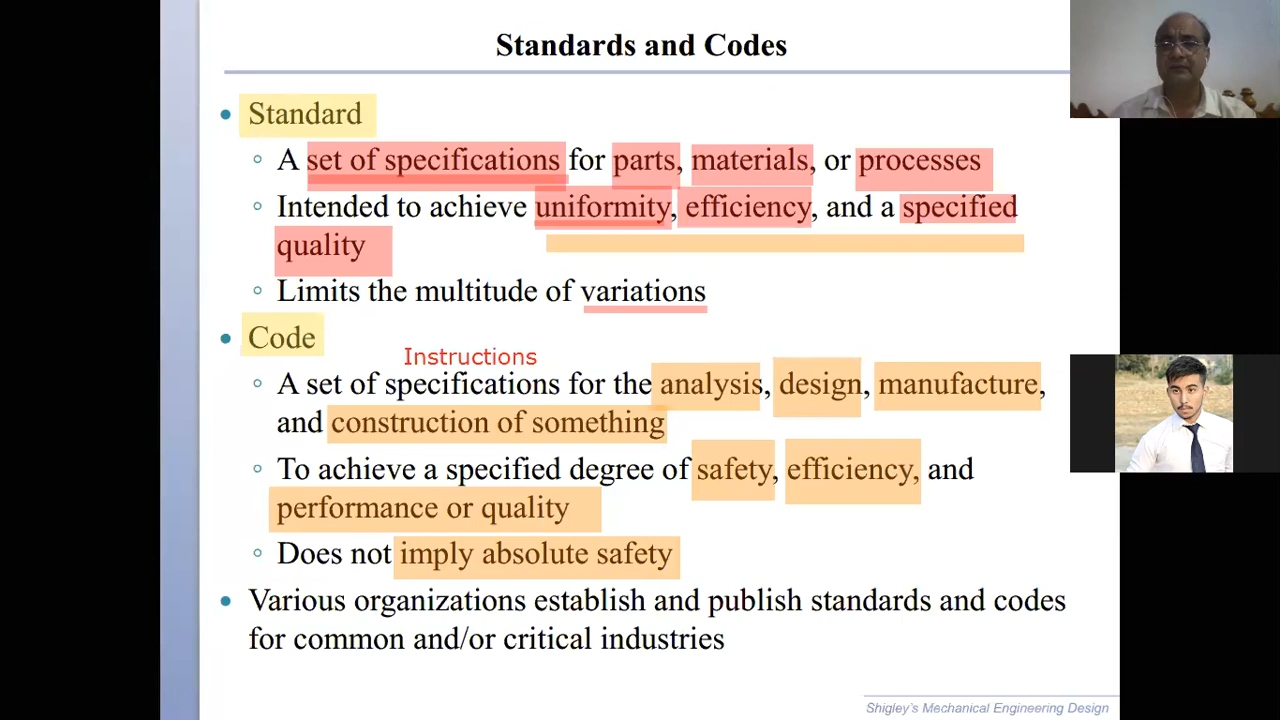 Standards and Codes
• Standard
◦ A set of specifications for parts, materials, or processes
◦ Intended to achieve uniformity, efficiency, and a specified
quality
◦ Limits the multitude of variations
• Code
Instructions
◦ A set of specifications for the analysis, design, manufacture,
and construction of something
◦ To achieve a specified degree of safety, efficiency, and
performance or quality
◦ Does not imply absolute safety
• Various organizations establish and publish standards and codes
for common and/or critical industries
Shigley's Mechanical Engineering Design